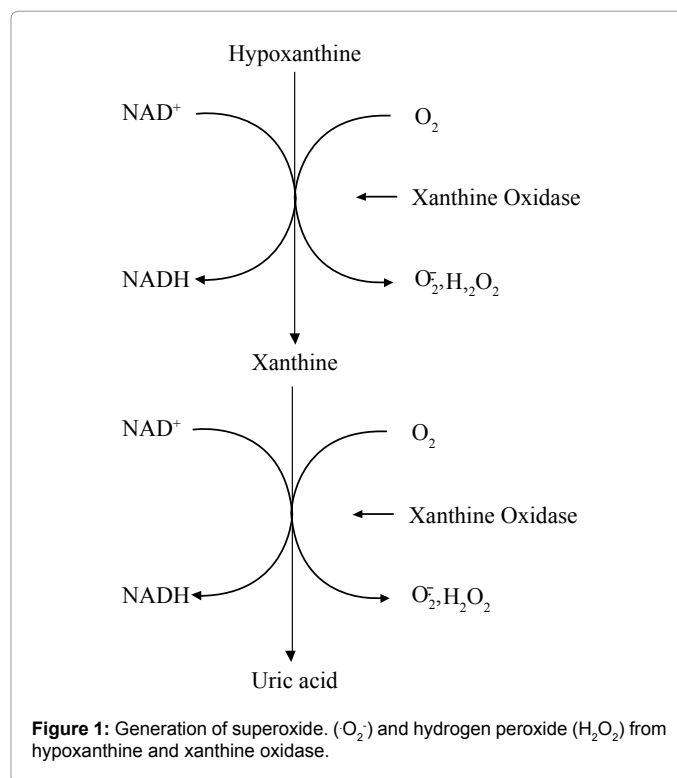 Hypoxanthine
NAD⁺ O₂
Xanthine Oxidase
NADH O₂⁻,H,₂O₂
Xanthine
NAD⁺ O₂
Xanthine Oxidase
NADH O₂⁻,H₂O₂
Uric acid
Figure 1: Generation of superoxide. (·O₂⁻) and hydrogen peroxide (H₂O₂) from
hypoxanthine and xanthine oxidase.